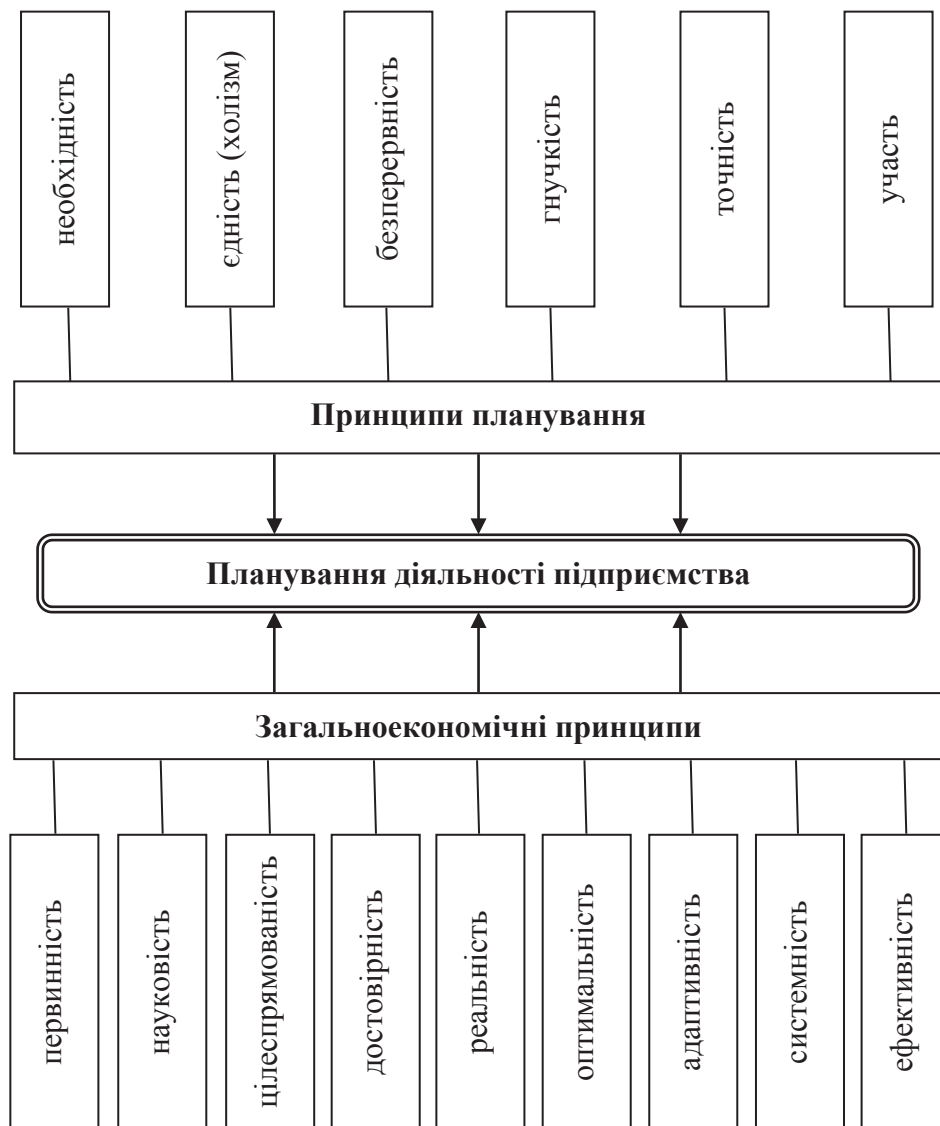 необхідність
єдність (холізм)
безперервність
гнучкість
точність
участь
Принципи планування
Планування діяльності підприємства
Загальноекономічні принципи
первинність
науковість
цілеспрямованість
достовірність
реальність
оптимальність
адаптивність
системність
ефективність